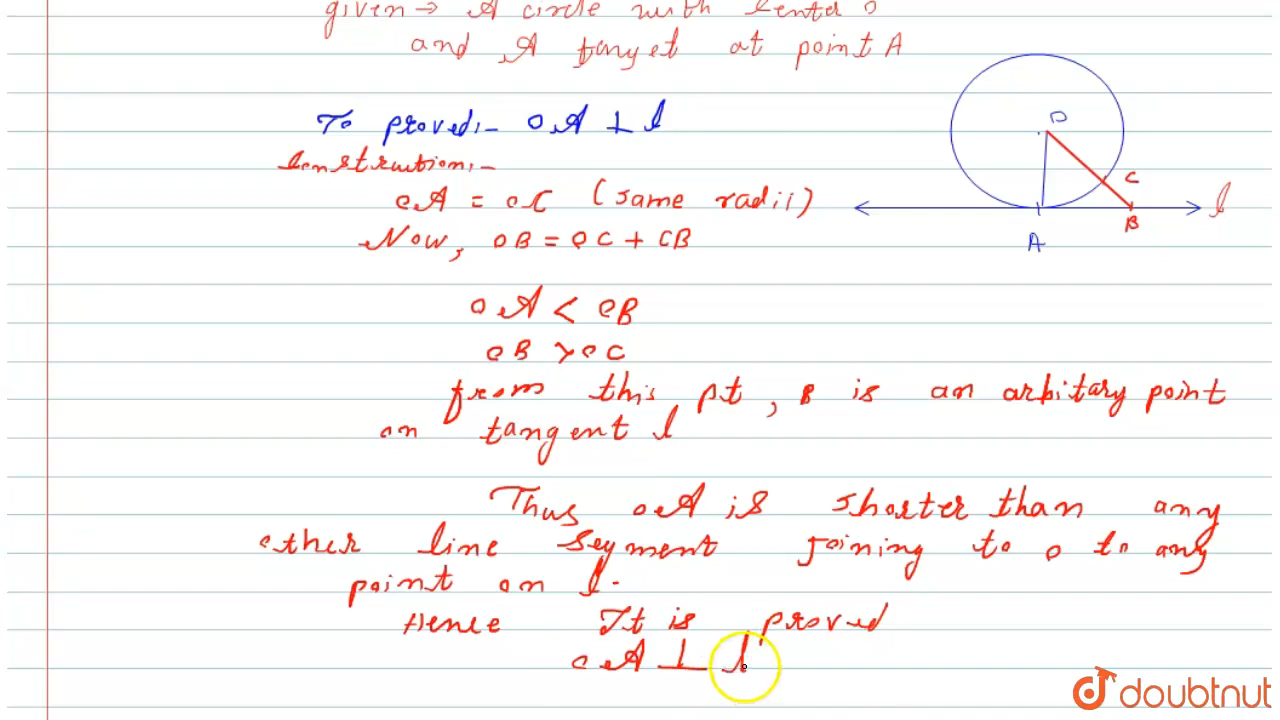 given → A circle with Center O
and A tanget at point A
To proved:- OA ⊥ l
Construction:-
OA = OC (same radii)
Now, OB = OC + CB
OA < OB
OB > OC
from this pt, B is an arbitary point
on tangent l
Thus OA is shorter than any
other line segment joining to O to any
point on l.
Hence It is proved
OA ⊥ l
O
C
l
B
A
doubtnut